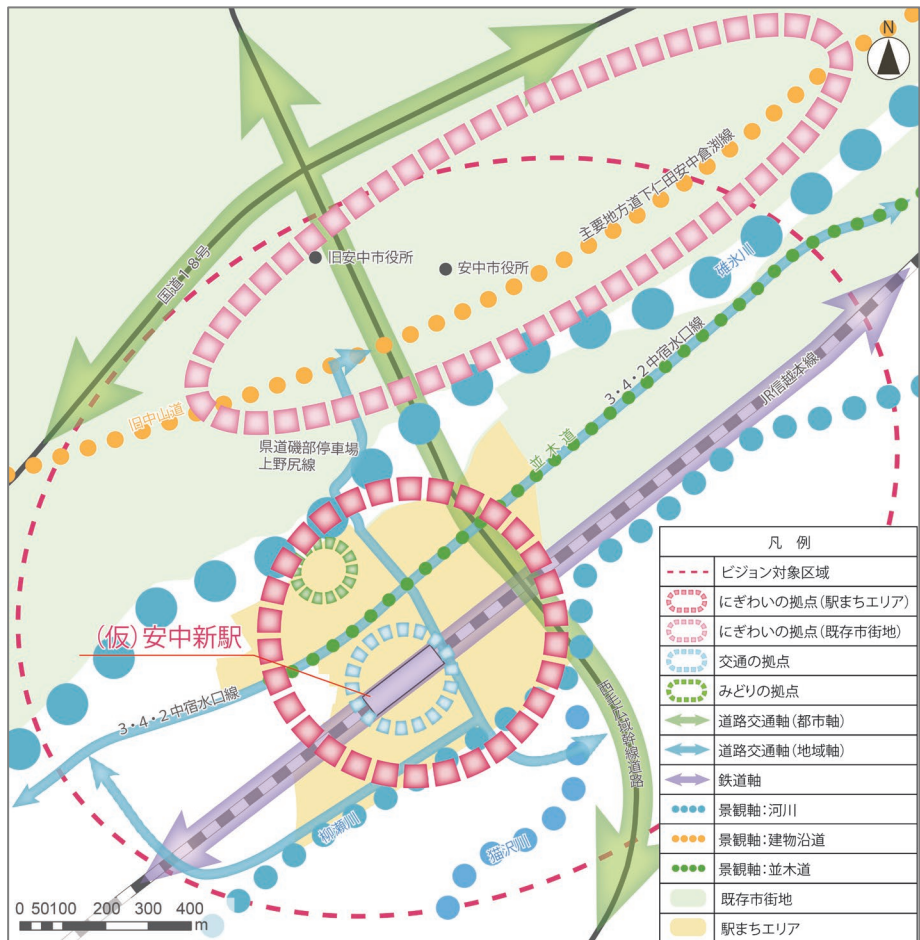 N
主要地方道下仁田安中倉渕線
旧安中市役所
安中市役所
国道18号
碓氷川
3・4・2中宿水口線
JR信越本線
旧中山道
県道磯部停車場
上野尻線
並木道
(仮)安中新駅
3・4・2中宿水口線
西毛広域幹線道路
柳瀬川
猫沢川
0 50100 200 300 400
m
凡 例
ビジョン対象区域
にぎわいの拠点(駅まちエリア)
にぎわいの拠点(既存市街地)
交通の拠点
みどりの拠点
道路交通軸(都市軸)
道路交通軸(地域軸)
鉄道軸
景観軸:河川
景観軸:建物沿道
景観軸:並木道
既存市街地
駅まちエリア